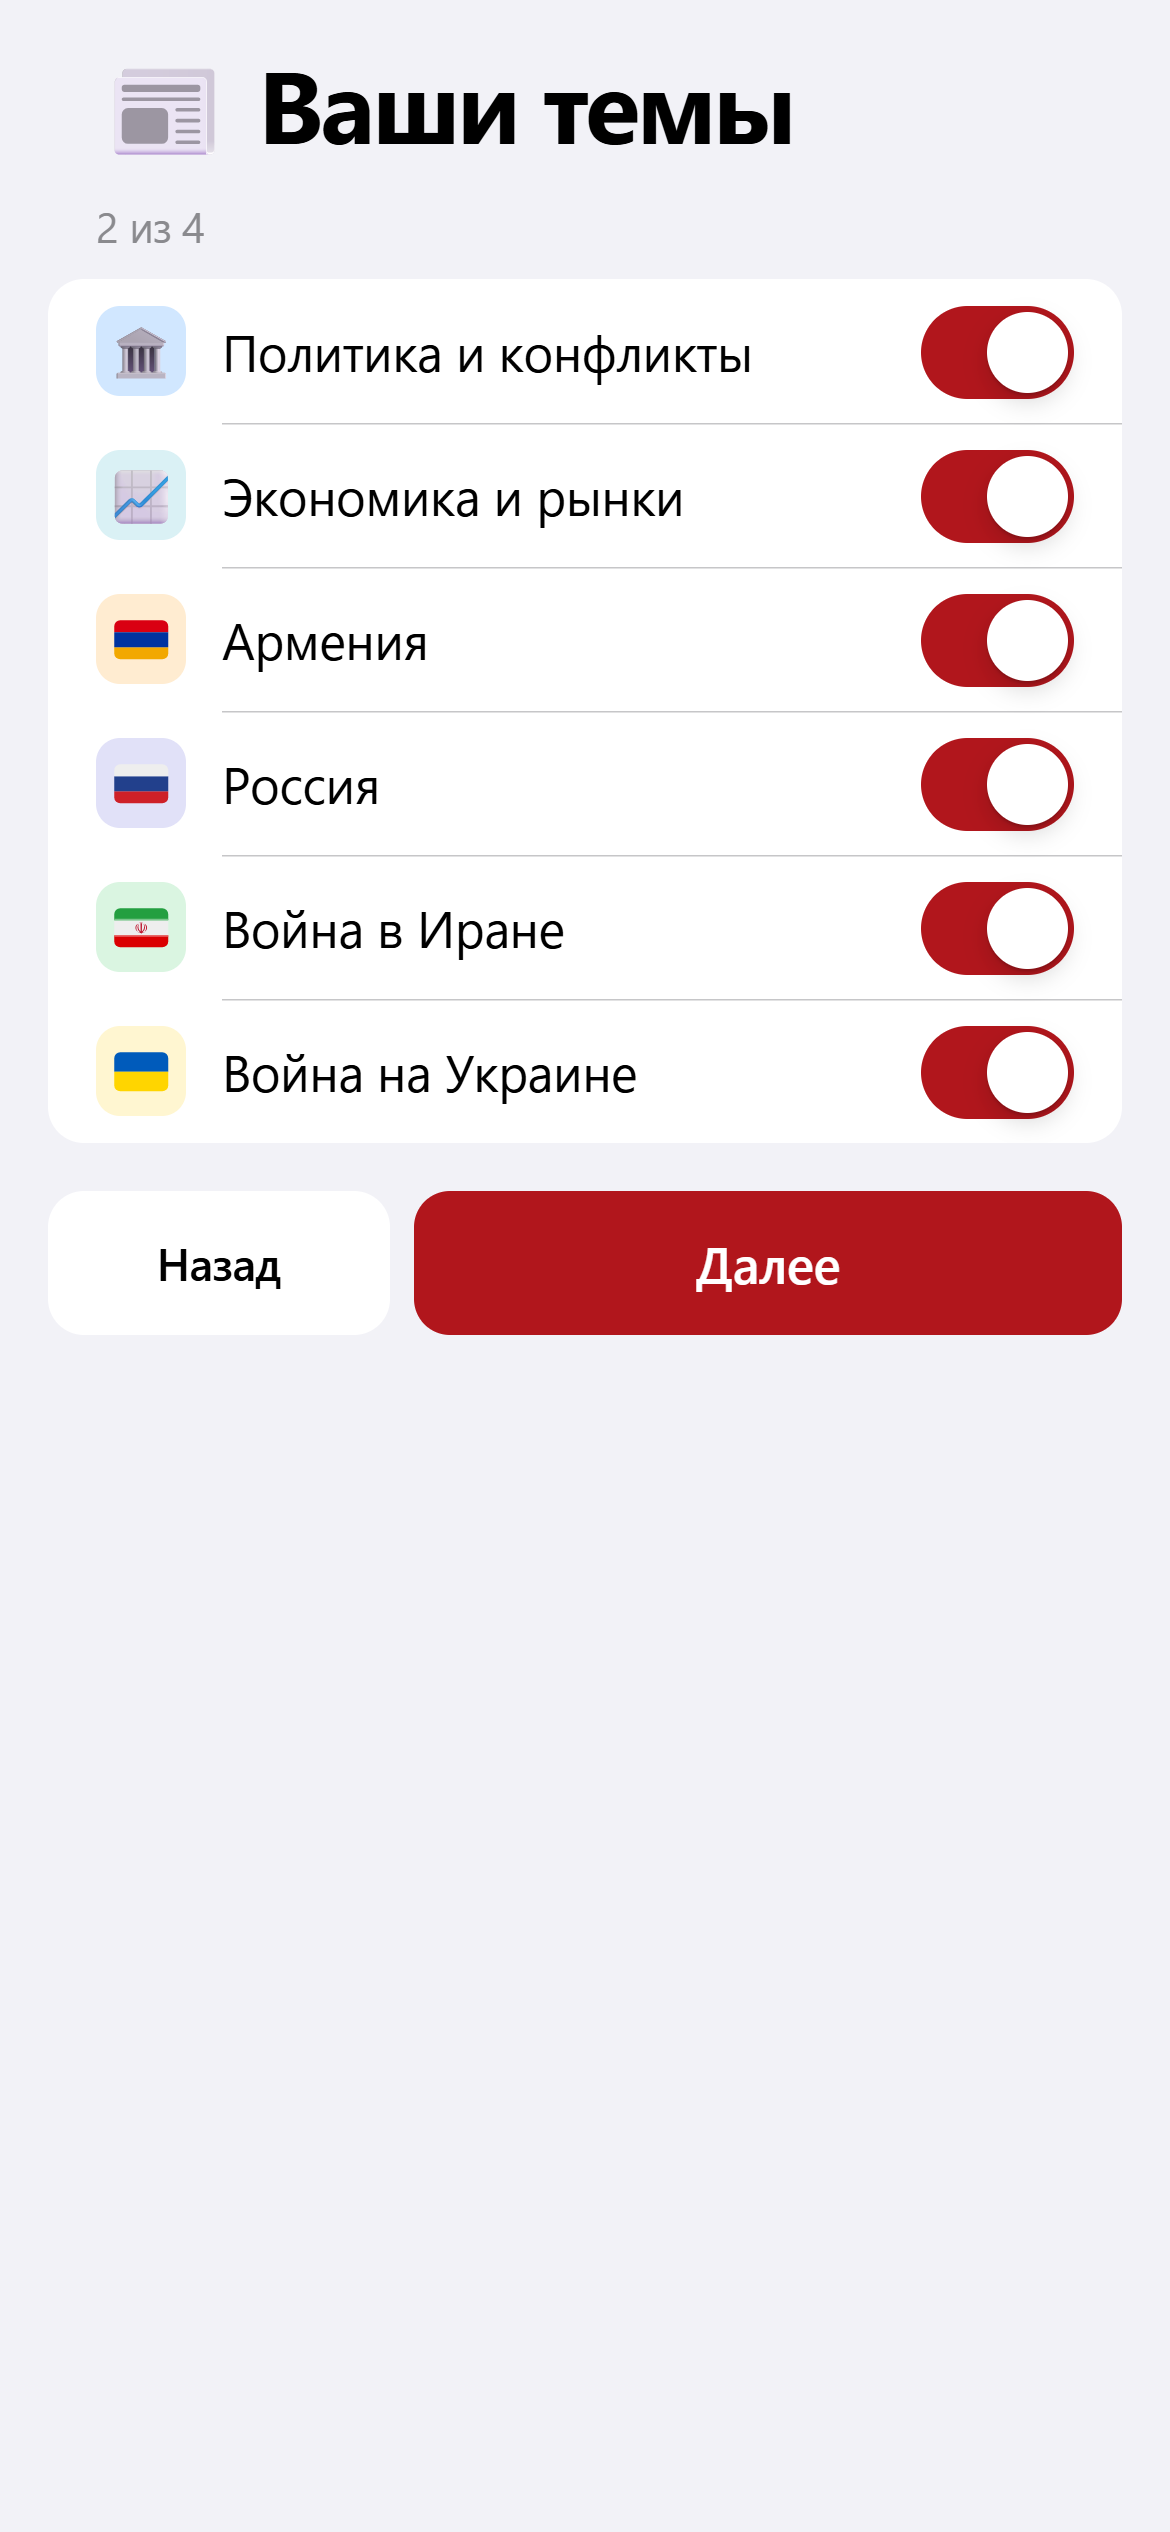 Ваши темы
2 из 4
Политика и конфликты
Экономика и рынки
Армения
Россия
Война в Иране
Война на Украине
Назад
Далее